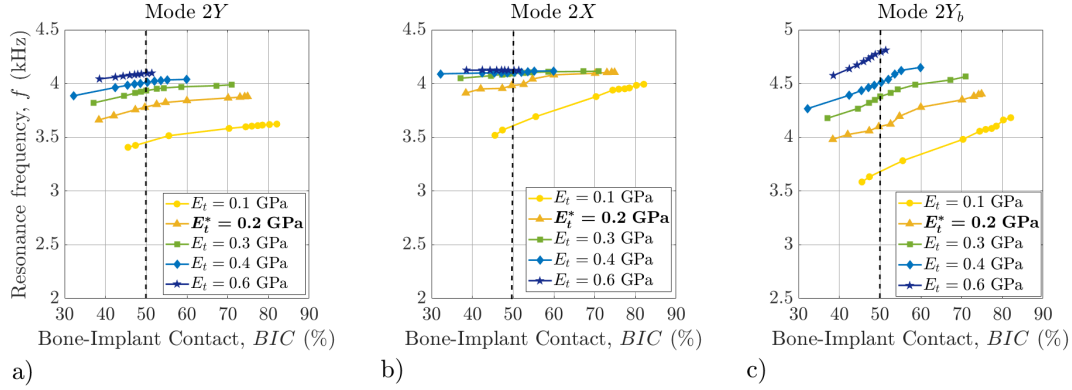 Mode 2Y
4.5
4
3.5
3
2.5
2
Resonance frequency, f (kHz)
E_t = 0.1 GPa
E_t^* = 0.2 GPa
E_t = 0.3 GPa
E_t = 0.4 GPa
E_t = 0.6 GPa
30 40 50 60 70 80 90
Bone-Implant Contact, BIC (%)
a)
Mode 2X
4.5
4
3.5
3
2.5
2
E_t = 0.1 GPa
E_t^* = 0.2 GPa
E_t = 0.3 GPa
E_t = 0.4 GPa
E_t = 0.6 GPa
30 40 50 60 70 80 90
Bone-Implant Contact, BIC (%)
b)
Mode 2Y_b
5
4.5
4
3.5
3
2.5
E_t = 0.1 GPa
E_t^* = 0.2 GPa
E_t = 0.3 GPa
E_t = 0.4 GPa
E_t = 0.6 GPa
30 40 50 60 70 80 90
Bone-Implant Contact, BIC (%)
c)